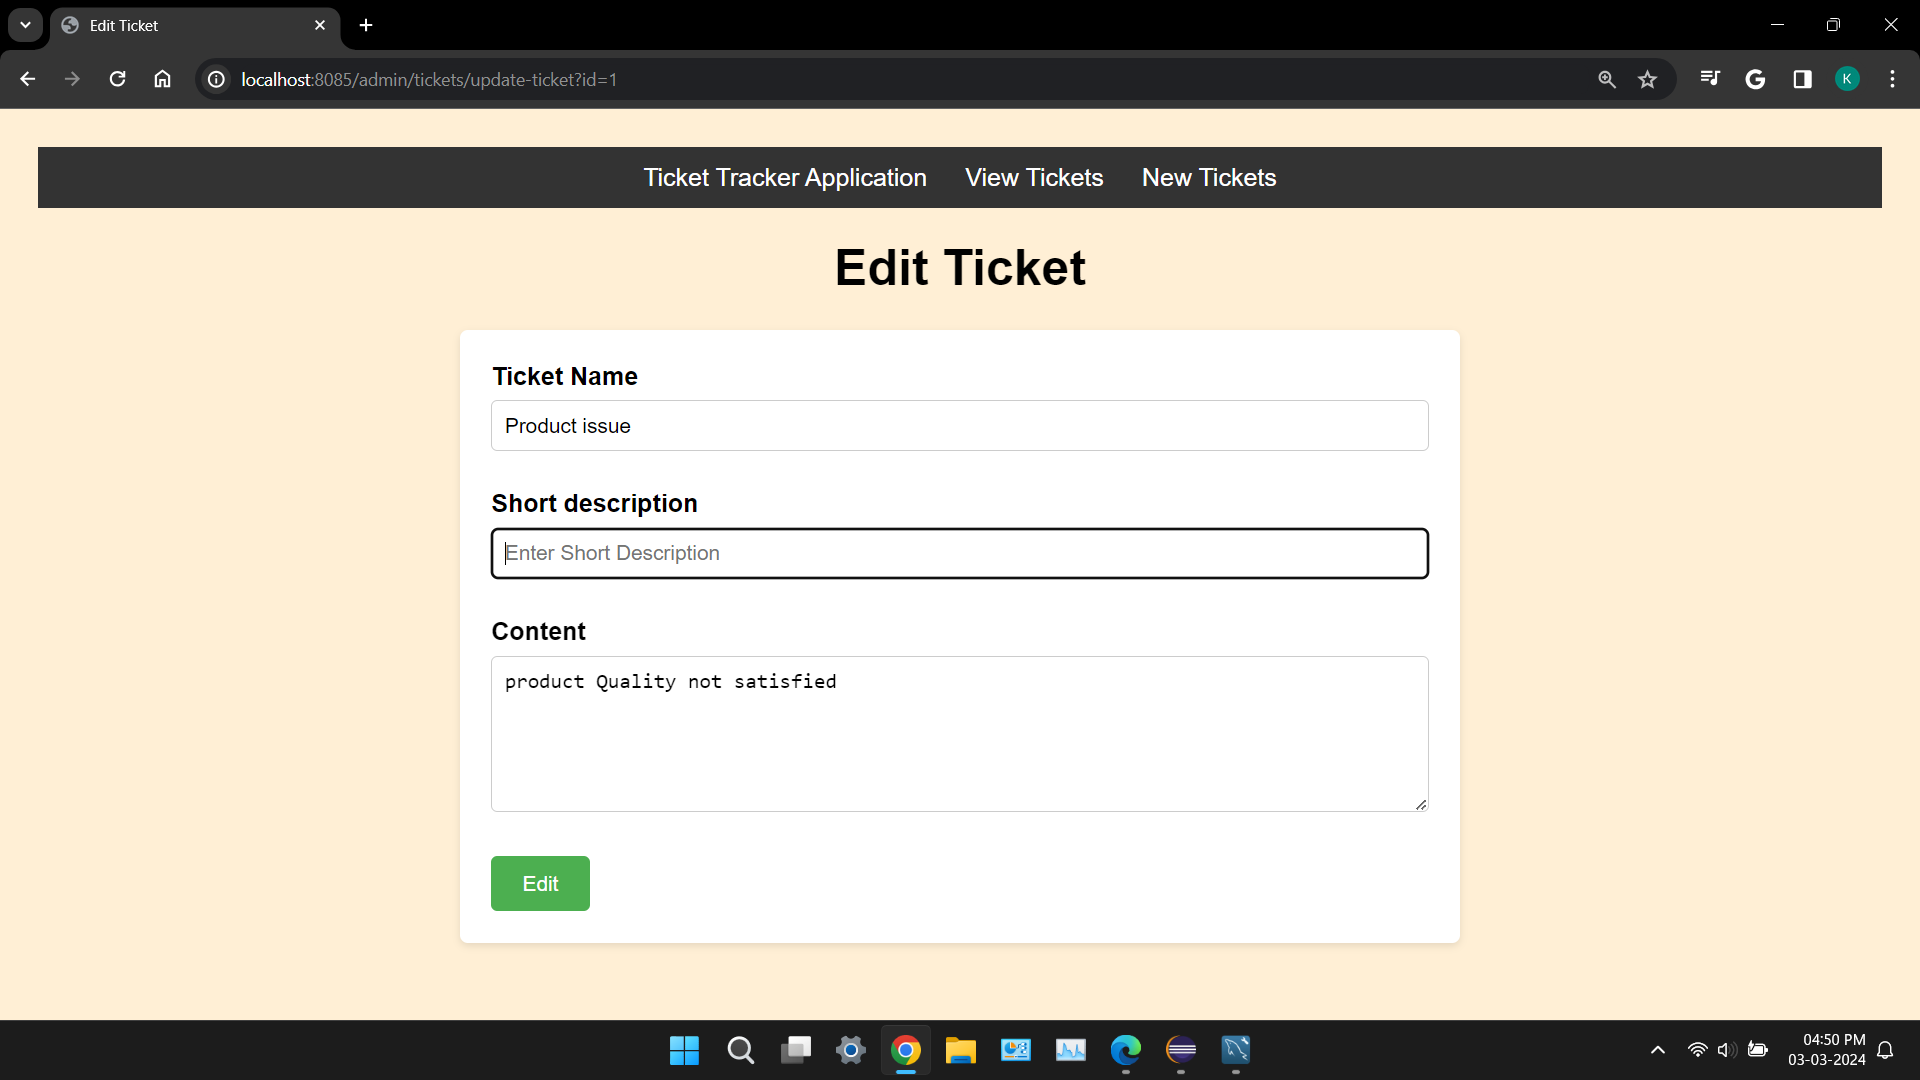 Edit Ticket
localhost:8085/admin/tickets/update-ticket?id=1
K
Ticket Tracker Application View Tickets New Tickets
Edit Ticket
Ticket Name
Product issue
Short description
Enter Short Description
Content
product Quality not satisfied
Edit
04:50 PM
03-03-2024